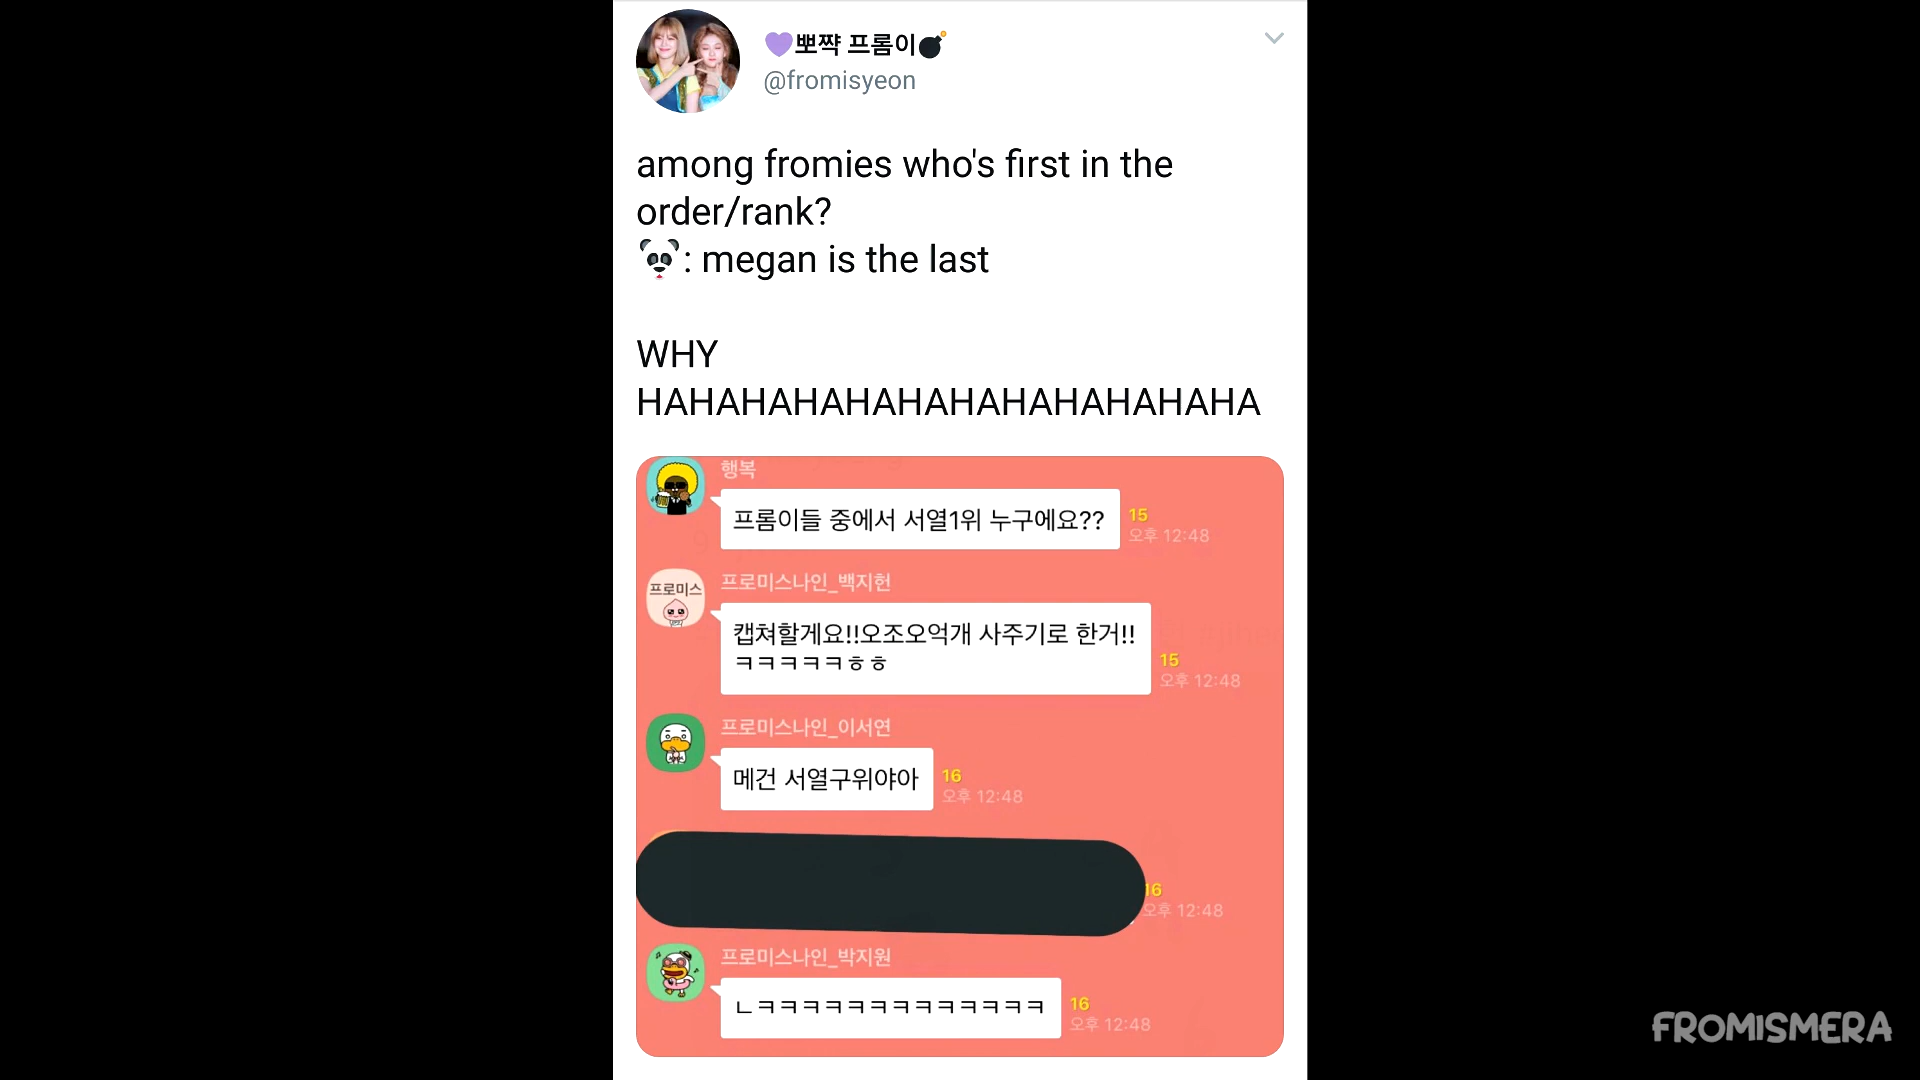 뽀쨕 프롬이
@fromisyeon
among fromies who's first in the
order/rank?
: megan is the last
WHY
HAHAHAHAHAHAHAHAHAHAHAHA
행복
프롬이들 중에서 서열1위 누구에요??
15
오후 12:48
프로미스
프로미스나인_백지헌
캡쳐할게요!!오조오억개 사주기로 한거!!
ㅋㅋㅋㅋㅋㅎㅎ
15
오후 12:48
프로미스나인_이서연
메건 서열구위야아
16
오후 12:48
16
오후 12:48
프로미스나인_박지원
ㄴㅋㅋㅋㅋㅋㅋㅋㅋㅋㅋㅋㅋㅋ
16
오후 12:48
FROMISMERA